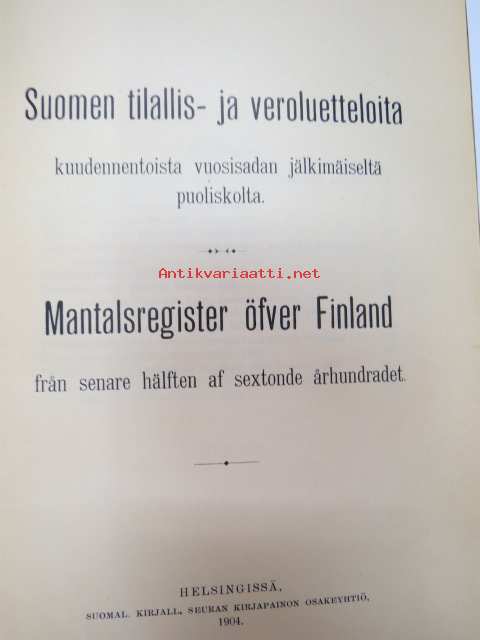 Suomen tilallis- ja veroluetteloita
kuudennentoista vuosisadan jälkimäiseltä
puoliskolta.
Antikvariaatti.net
Mantalsregister öfver Finland
från senare hälften af sextonde århundradet.
HELSINGISSÄ,
SUOMAL. KIRJALL. SEURAN KIRJAPAINON OSAKEYHTIÖ,
1904.